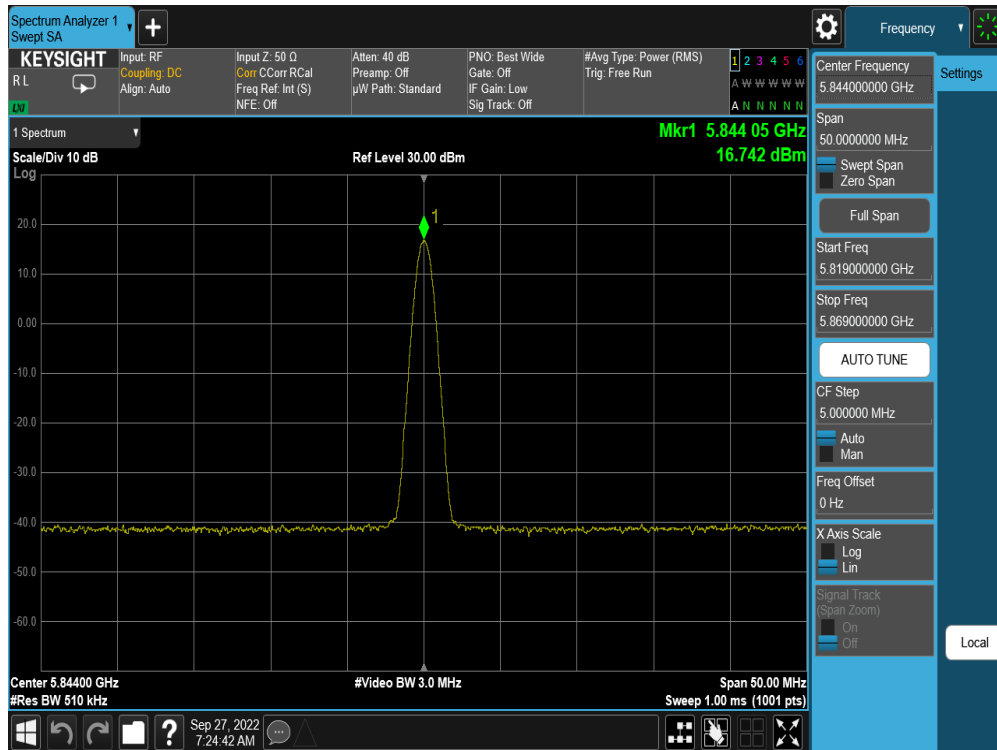 Spectrum Analyzer 1
Swept SA
+
Frequency
KEYSIGHT
R L
LXI
Input: RF
Coupling: DC
Align: Auto
Input Z: 50 Ω
Corr CCorr RCal
Freq Ref: Int (S)
NFE: Off
Atten: 40 dB
Preamp: Off
µW Path: Standard
PNO: Best Wide
Gate: Off
IF Gain: Low
Sig Track: Off
#Avg Type: Power (RMS)
Trig: Free Run
1 2 3 4 5 6
A W W W W W
A N N N N N
1 Spectrum
Scale/Div 10 dB
Log
Ref Level 30.00 dBm
Mkr1 5.844 05 GHz
16.742 dBm
1
20.0
10.0
0.00
-10.0
-20.0
-30.0
-40.0
-50.0
-60.0
Center 5.84400 GHz
#Res BW 510 kHz
#Video BW 3.0 MHz
Span 50.00 MHz
Sweep 1.00 ms (1001 pts)
Center Frequency
5.844000000 GHz
Settings
Span
50.0000000 MHz
Swept Span
Zero Span
Full Span
Start Freq
5.819000000 GHz
Stop Freq
5.869000000 GHz
AUTO TUNE
CF Step
5.000000 MHz
Auto
Man
Freq Offset
0 Hz
X Axis Scale
Log
Lin
Signal Track
(Span Zoom)
On
Off
Local
?
Sep 27, 2022
7:24:42 AM